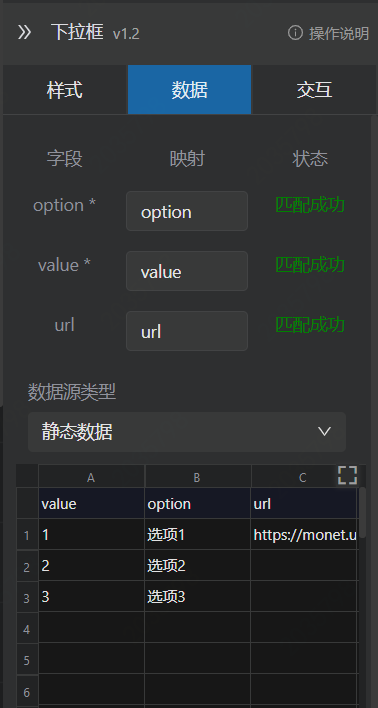 下拉框 v1.2 操作说明
样式 数据 交互
字段 映射 状态
option * option 匹配成功
value * value 匹配成功
url url 匹配成功
数据源类型
静态数据
A B C
value option url
1 1 选项1 https://monet.u
2 2 选项2
3 3 选项3
4
5
6